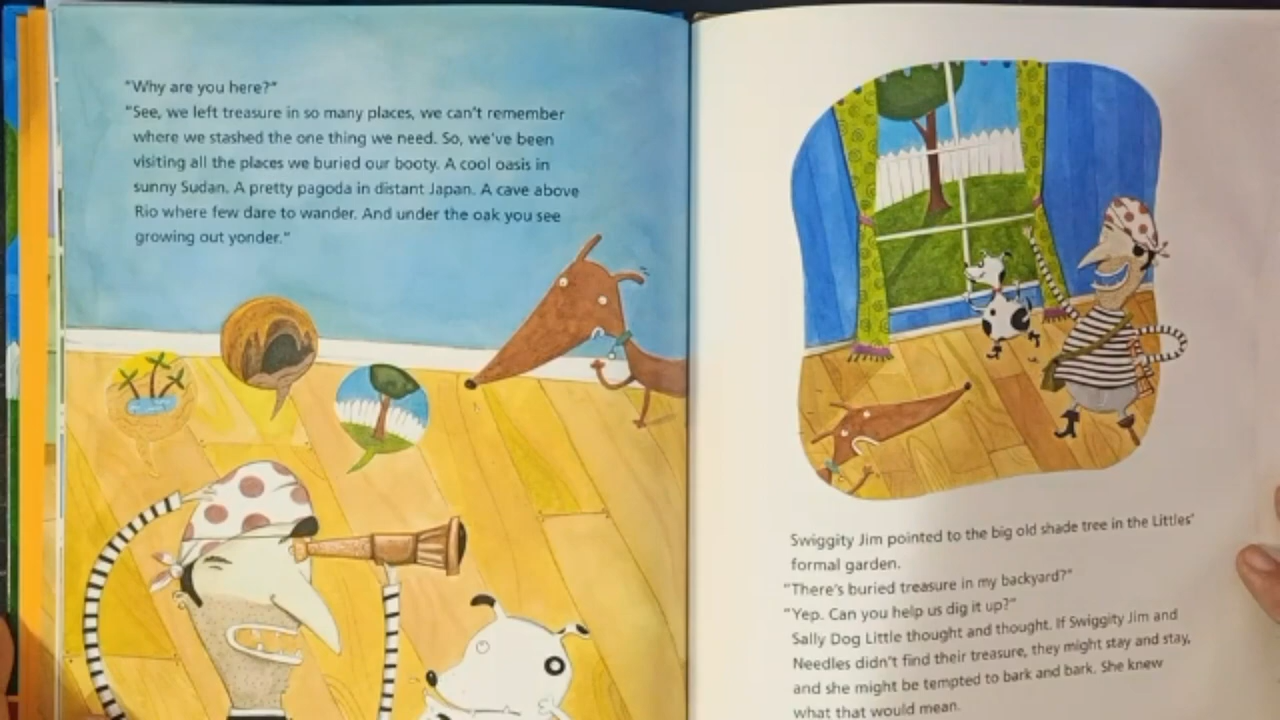 “Why are you here?”
“See, we left treasure in so many places, we can’t remember
where we stashed the one thing we need. So, we’ve been
visiting all the places we buried our booty. A cool oasis in
sunny Sudan. A pretty pagoda in distant Japan. A cave above
Rio where few dare to wander. And under the oak you see
growing out yonder.”
Swiggity Jim pointed to the big old shade tree in the Littles’
formal garden.
“There’s buried treasure in my backyard?”
“Yep. Can you help us dig it up?”
Sally Dog Little thought and thought. If Swiggity Jim and
Needles didn’t find their treasure, they might stay and stay,
and she might be tempted to bark and bark. She knew
what that would mean.